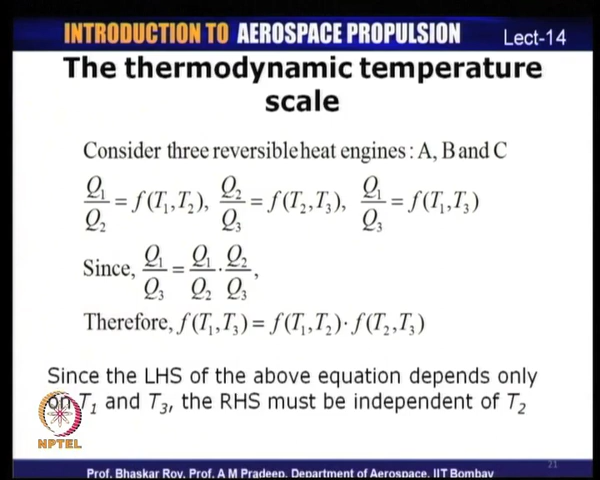 INTRODUCTION TO AEROSPACE PROPULSION Lect-14
The thermodynamic temperature
scale
Consider three reversible heat engines : A, B and C
Q₁/Q₂ = f(T₁,T₂), Q₂/Q₃ = f(T₂,T₃), Q₁/Q₃ = f(T₁,T₃)
Since, Q₁/Q₃ = Q₁/Q₂ · Q₂/Q₃,
Therefore, f(T₁,T₃) = f(T₁,T₂) · f(T₂,T₃)
Since the LHS of the above equation depends only
on T₁ and T₃, the RHS must be independent of T₂
NPTEL
21
Prof. Bhaskar Roy, Prof. A M Pradeep, Department of Aerospace, IIT Bombay